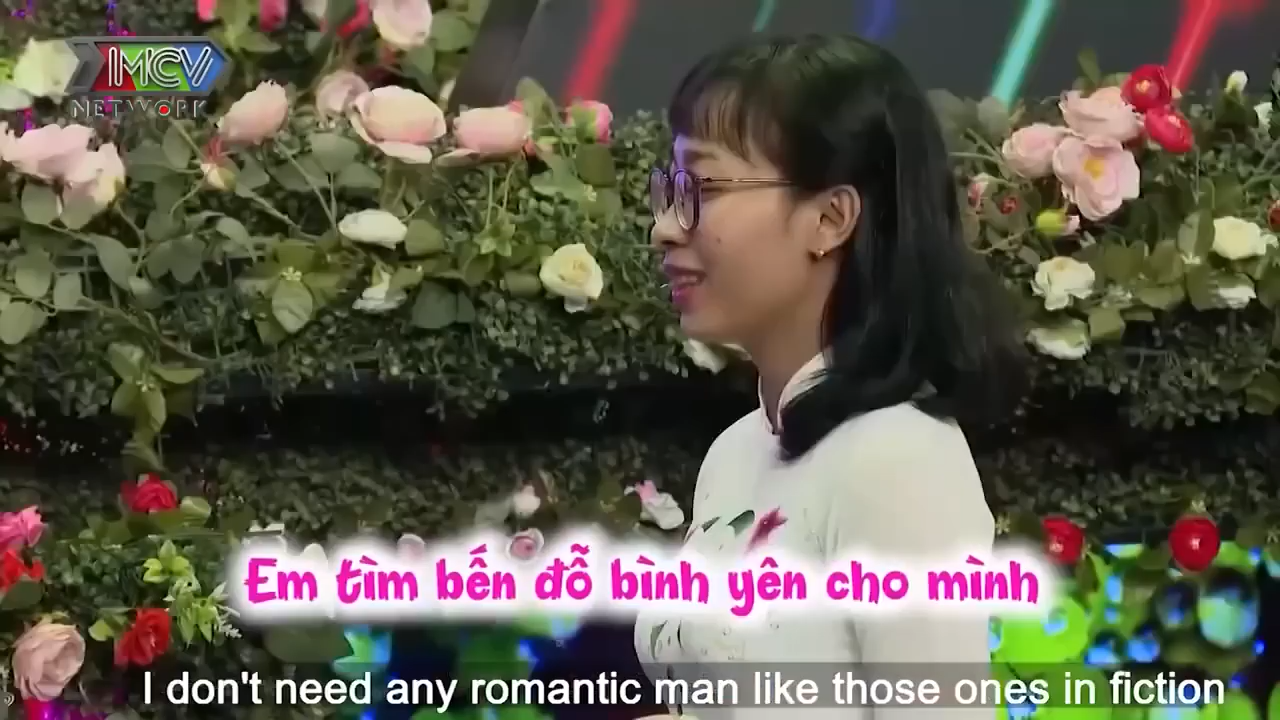 MCV
NETWORK
Em tìm bến đỗ bình yên cho mình
I don't need any romantic man like those ones in fiction